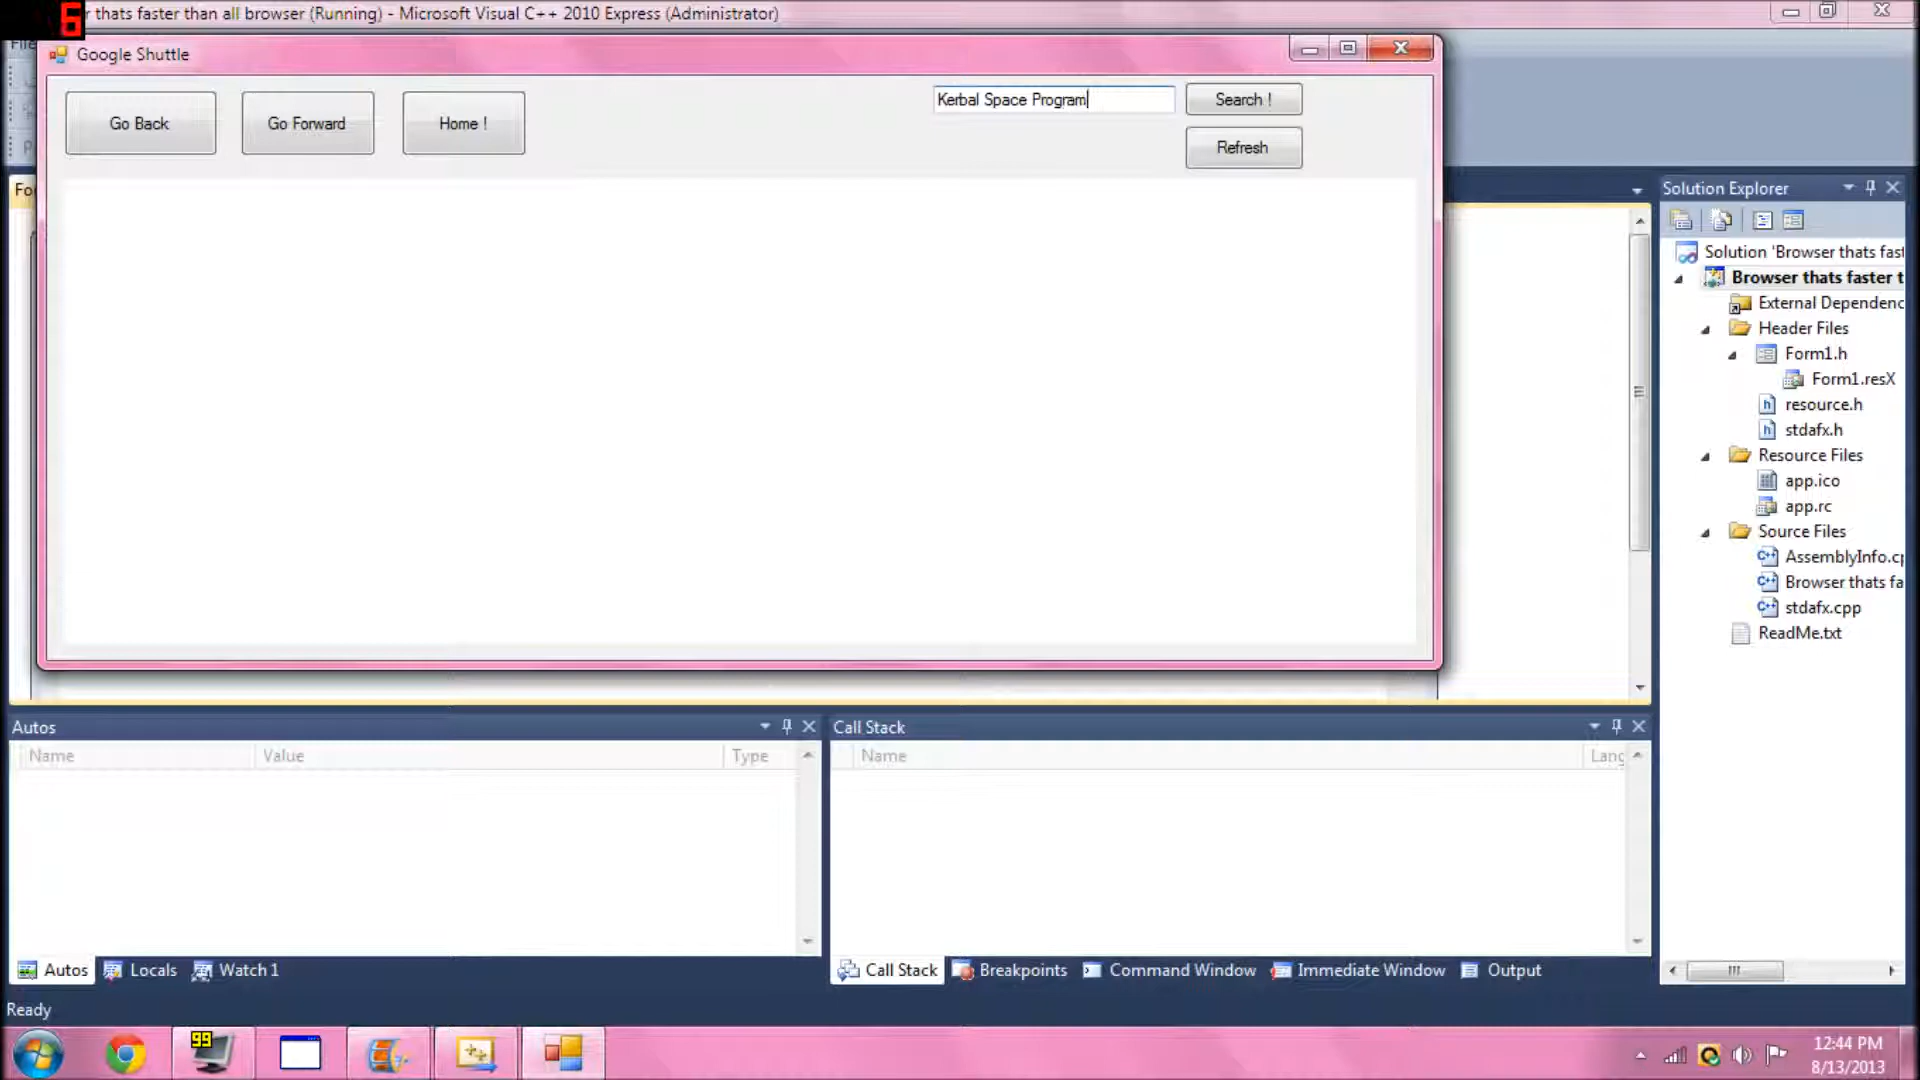 6
r thats faster than all browser (Running) - Microsoft Visual C++ 2010 Express (Administrator)
Google Shuttle
Go Back
Go Forward
Home !
Kerbal Space Program
Search !
Refresh
Fo
Solution Explorer
Solution 'Browser thats fast
Browser thats faster t
External Dependenc
Header Files
Form1.h
Form1.resX
resource.h
stdafx.h
Resource Files
app.ico
app.rc
Source Files
AssemblyInfo.cp
Browser thats fa
stdafx.cpp
ReadMe.txt
Autos
Name Value Type
Call Stack
Name Lang
Autos Locals Watch 1
Call Stack Breakpoints Command Window Immediate Window Output
Ready
99
12:44 PM
8/13/2013